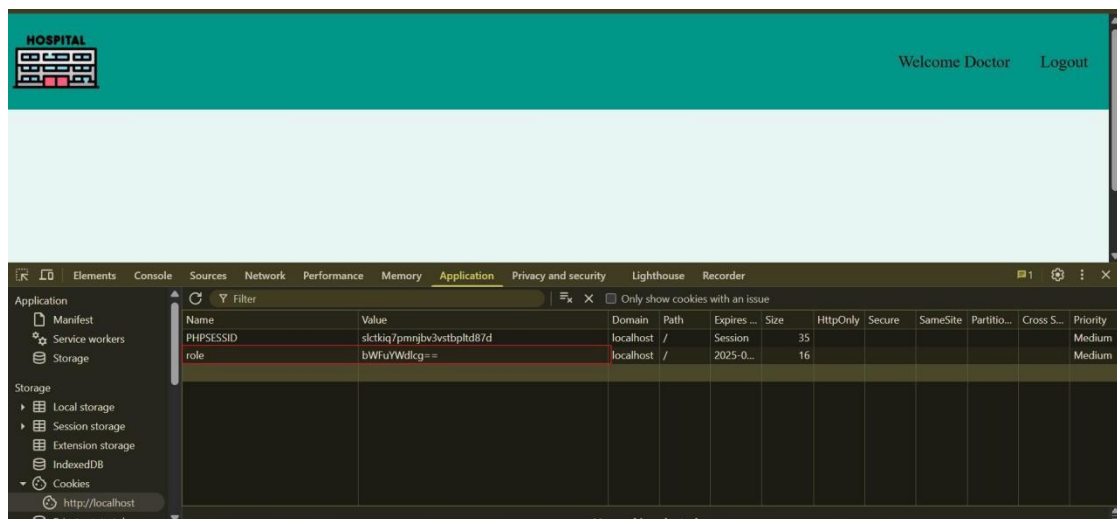 HOSPITAL
Welcome Doctor Logout
Elements Console Sources Network Performance Memory Application Privacy and security Lighthouse Recorder 1
Application
Manifest
Service workers
Storage
Storage
Local storage
Session storage
Extension storage
IndexedDB
Cookies
http://localhost
Filter Only show cookies with an issue
Name Value Domain Path Expires ... Size HttpOnly Secure SameSite Partitio... Cross S... Priority
PHPSESSID slctkiq7pmnjbv3vstbpltd87d localhost / Session 35 Medium
role bWFuYWdlcg== localhost / 2025-0... 16 Medium